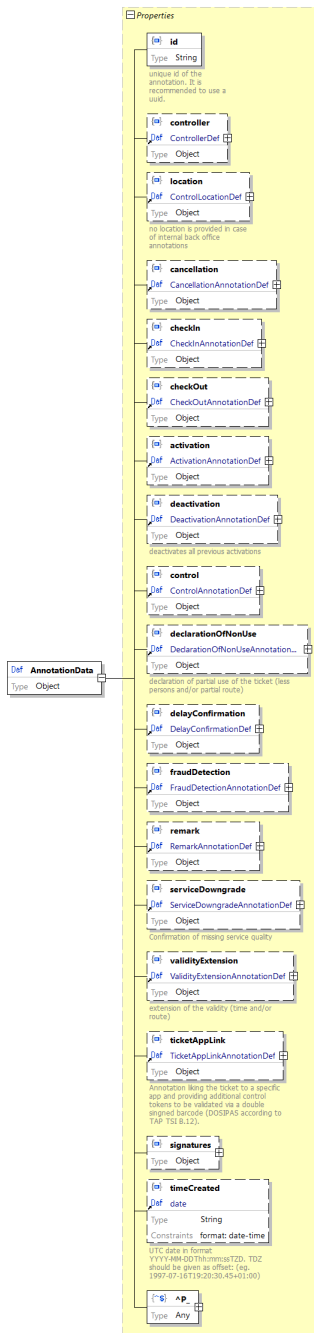 Properties
id
Type String
unique id of the
annotation. It is
recommended to use a
uuid.
controller
Def ControllerDef
Type Object
location
Def ControlLocationDef
Type Object
no location is provided in case
of internal back office
annotations
cancellation
Def CancellationAnnotationDef
Type Object
checkIn
Def CheckInAnnotationDef
Type Object
checkOut
Def CheckOutAnnotationDef
Type Object
activation
Def ActivationAnnotationDef
Type Object
deactivation
Def DeactivationAnnotationDef
Type Object
deactivates all previous activations
control
Def ControlAnnotationDef
Type Object
declarationOfNonUse
Def DeclarationOfNonUseAnnotation...
Type Object
declaration of partial use of the ticket (less
persons and/or partial route)
Def AnnotationData
Type Object
delayConfirmation
Def DelayConfirmationDef
Type Object
fraudDetection
Def FraudDetectionAnnotationDef
Type Object
remark
Def RemarkAnnotationDef
Type Object
serviceDowngrade
Def ServiceDowngradeAnnotationDef
Type Object
Confirmation of missing service quality
validityExtension
Def ValidityExtensionAnnotationDef
Type Object
extension of the validity (time and/or
route)
ticketAppLink
Def TicketAppLinkAnnotationDef
Type Object
Annotation liking the ticket to a specific
app and providing additional control
tokens to be validated via a double
singned barcode (DOSIPAS according to
TAP TSI B.12).
signatures
Type Object
timeCreated
Def date
Type String
Constraints format: date-time
UTC date in format
YYYY-MM-DDThh:mm:ssTZD. TDZ
should be given as offset: (eg.
1997-07-16T19:20:30.45+01:00)
{^S} ^P_
Type Any